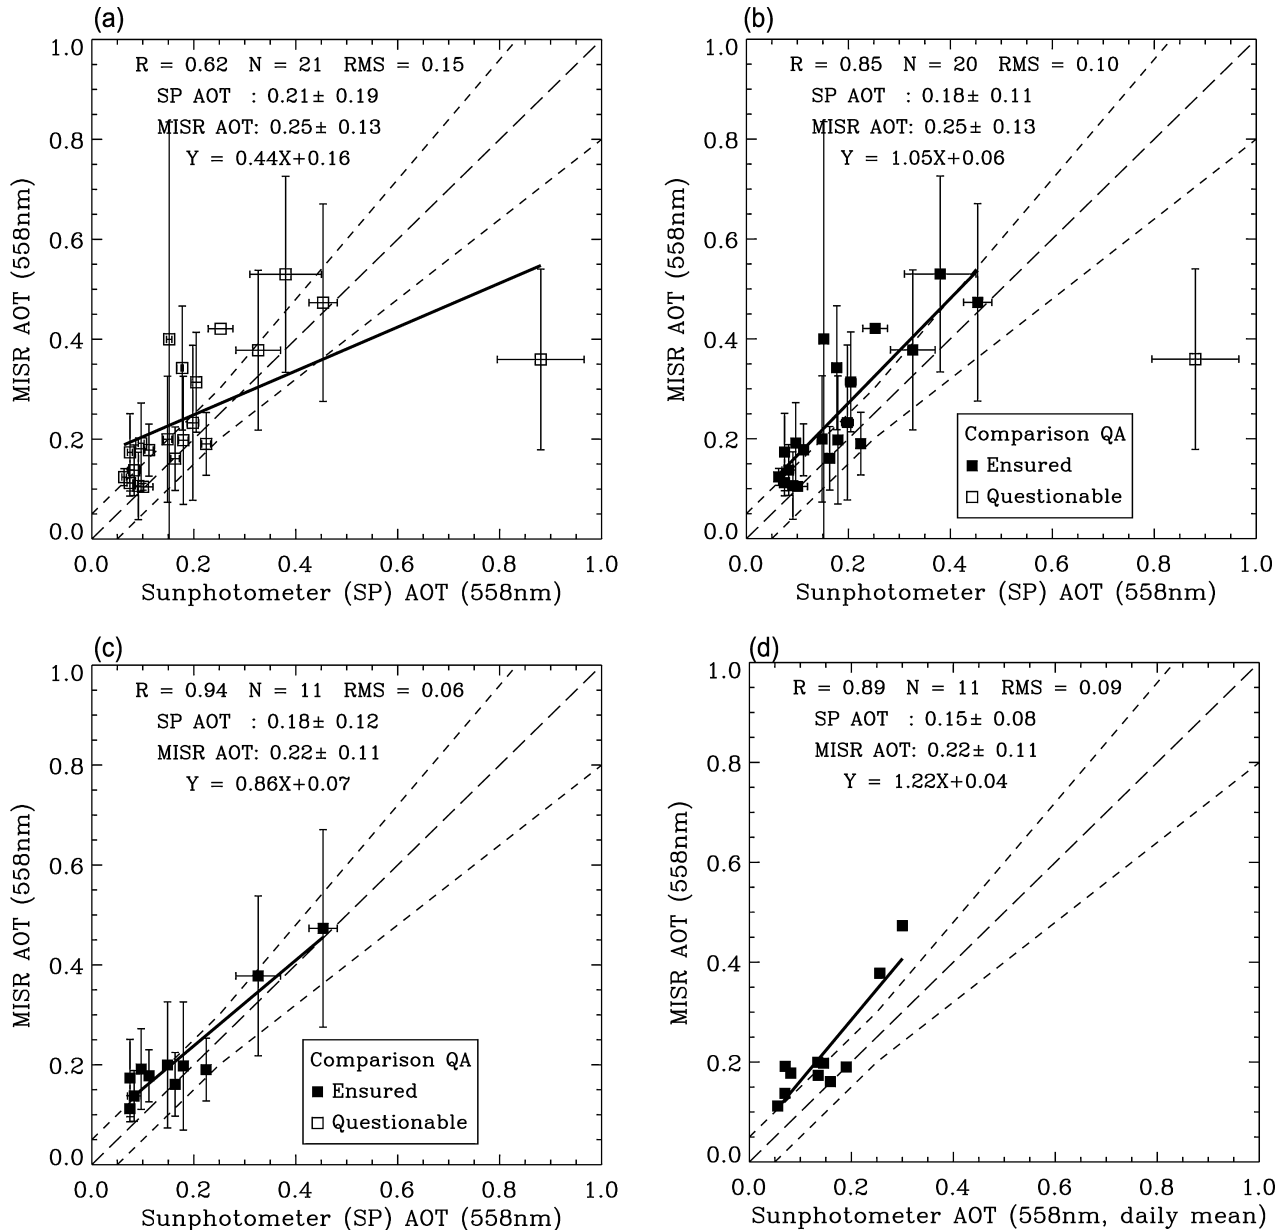 (a)
R = 0.62 N = 21 RMS = 0.15
SP AOT : 0.21± 0.19
MISR AOT: 0.25± 0.13
Y = 0.44X+0.16
MISR AOT (558nm)
1.0
0.8
0.6
0.4
0.2
0.0
0.0 0.2 0.4 0.6 0.8 1.0
Sunphotometer (SP) AOT (558nm)
(b)
R = 0.85 N = 20 RMS = 0.10
SP AOT : 0.18± 0.11
MISR AOT: 0.25± 0.13
Y = 1.05X+0.06
MISR AOT (558nm)
1.0
0.8
0.6
0.4
0.2
0.0
Comparison QA
Ensured
Questionable
0.0 0.2 0.4 0.6 0.8 1.0
Sunphotometer (SP) AOT (558nm)
(c)
R = 0.94 N = 11 RMS = 0.06
SP AOT : 0.18± 0.12
MISR AOT: 0.22± 0.11
Y = 0.86X+0.07
MISR AOT (558nm)
1.0
0.8
0.6
0.4
0.2
0.0
Comparison QA
Ensured
Questionable
0.0 0.2 0.4 0.6 0.8 1.0
Sunphotometer (SP) AOT (558nm)
(d)
R = 0.89 N = 11 RMS = 0.09
SP AOT : 0.15± 0.08
MISR AOT: 0.22± 0.11
Y = 1.22X+0.04
MISR AOT (558nm)
1.0
0.8
0.6
0.4
0.2
0.0
0.0 0.2 0.4 0.6 0.8 1.0
Sunphotometer AOT (558nm, daily mean)